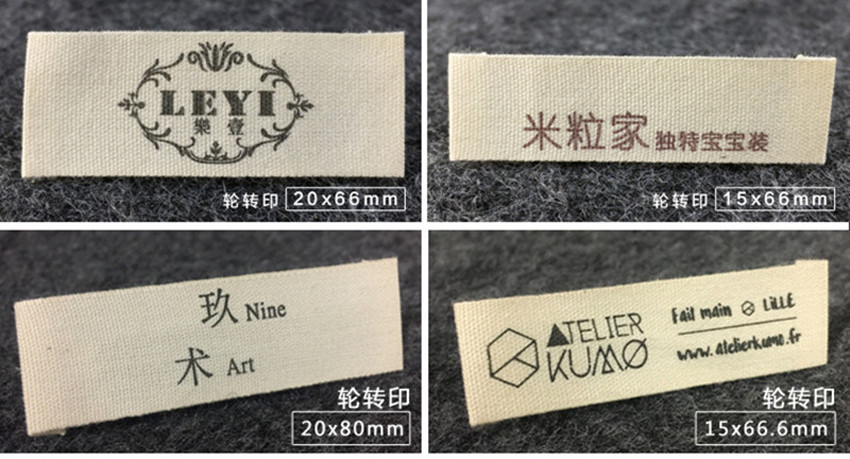 LEYI
樂壹
轮转印 20x66mm
米粒家 独特宝宝装
轮转印 15x66mm
玖 Nine
术 Art
轮转印
20x80mm
ATELIER
KUMØ
Fail main LiLLE
www.atelierkumo.fr
轮转印
15x66.6mm